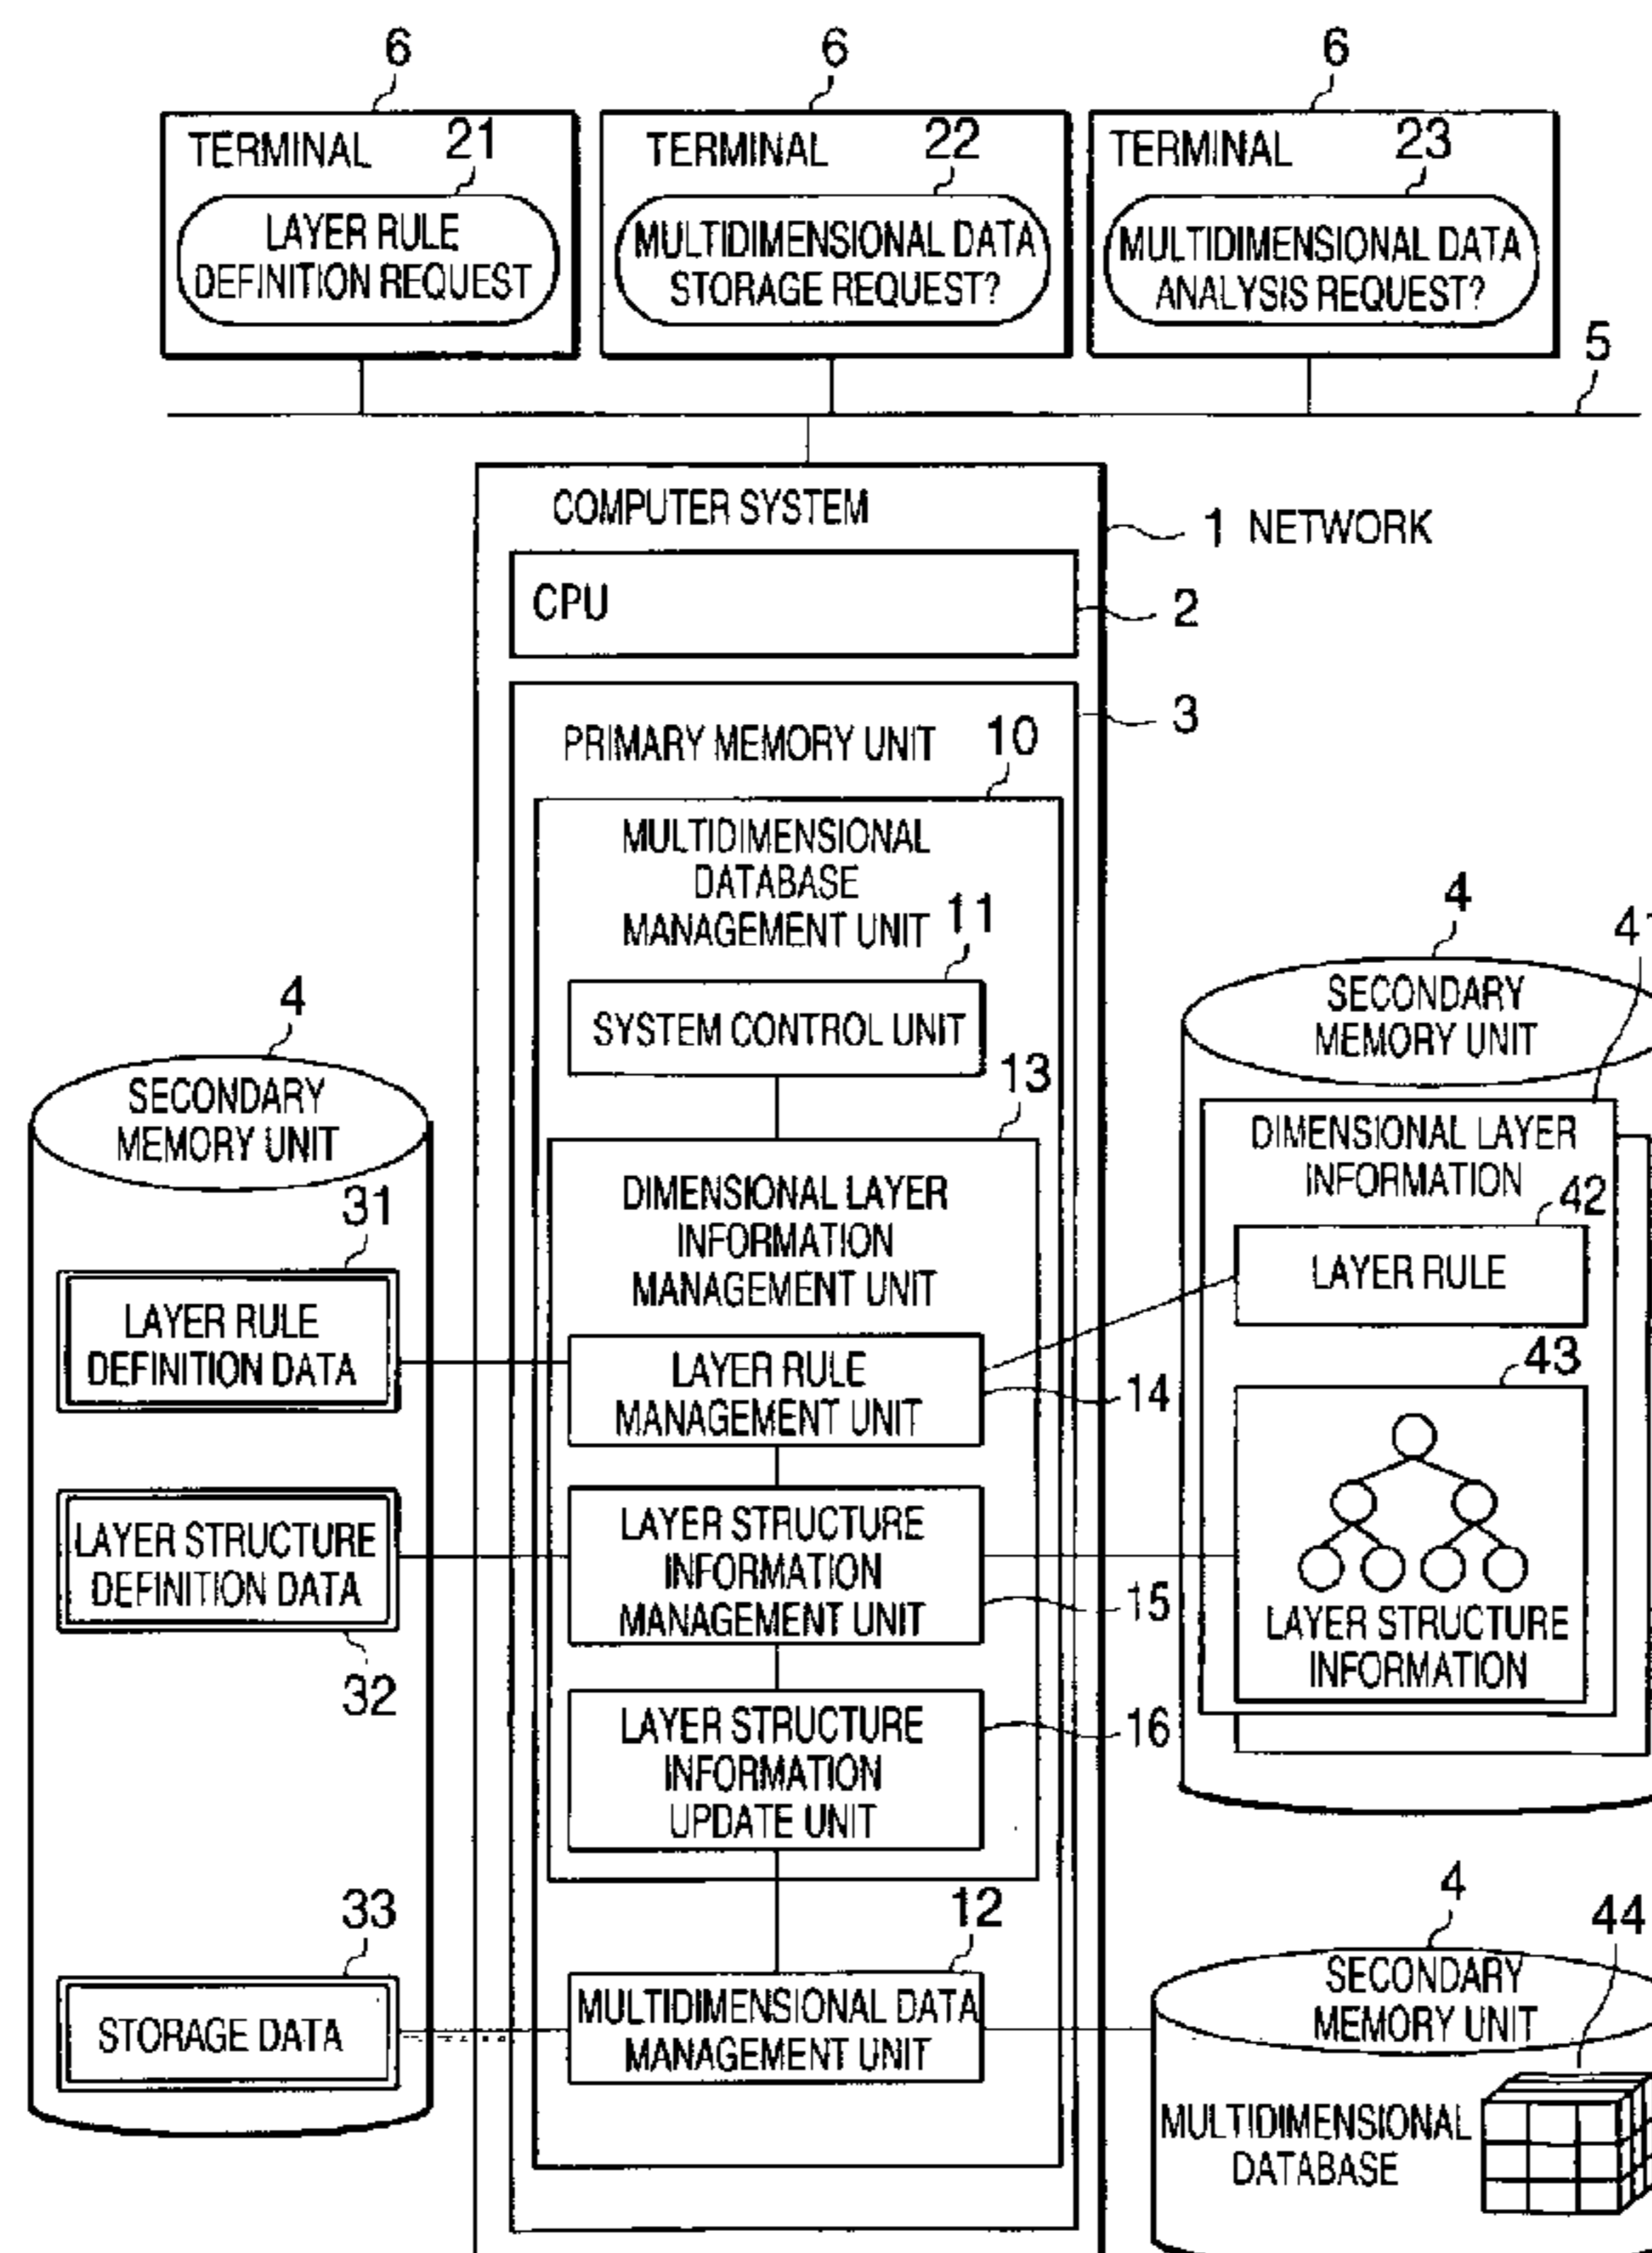 6
6
6
TERMINAL
21
LAYER RULE
DEFINITION REQUEST
TERMINAL
22
MULTIDIMENSIONAL DATA
STORAGE REQUEST?
TERMINAL
23
MULTIDIMENSIONAL DATA
ANALYSIS REQUEST?
5
COMPUTER SYSTEM
1 NETWORK
CPU
2
3
PRIMARY MEMORY UNIT
10
MULTIDIMENSIONAL
DATABASE
MANAGEMENT UNIT
11
SYSTEM CONTROL UNIT
13
DIMENSIONAL LAYER
INFORMATION
MANAGEMENT UNIT
LAYER RULE
MANAGEMENT UNIT
14
LAYER STRUCTURE
INFORMATION
MANAGEMENT UNIT
15
LAYER STRUCTURE
INFORMATION
UPDATE UNIT
16
12
MULTIDIMENSIONAL DATA
MANAGEMENT UNIT
4
SECONDARY
MEMORY UNIT
31
LAYER RULE
DEFINITION DATA
LAYER STRUCTURE
DEFINITION DATA
32
33
STORAGE DATA
4
41
SECONDARY
MEMORY UNIT
DIMENSIONAL LAYER
INFORMATION
42
LAYER RULE
43
LAYER STRUCTURE
INFORMATION
4
44
SECONDARY
MEMORY UNIT
MULTIDIMENSIONAL
DATABASE